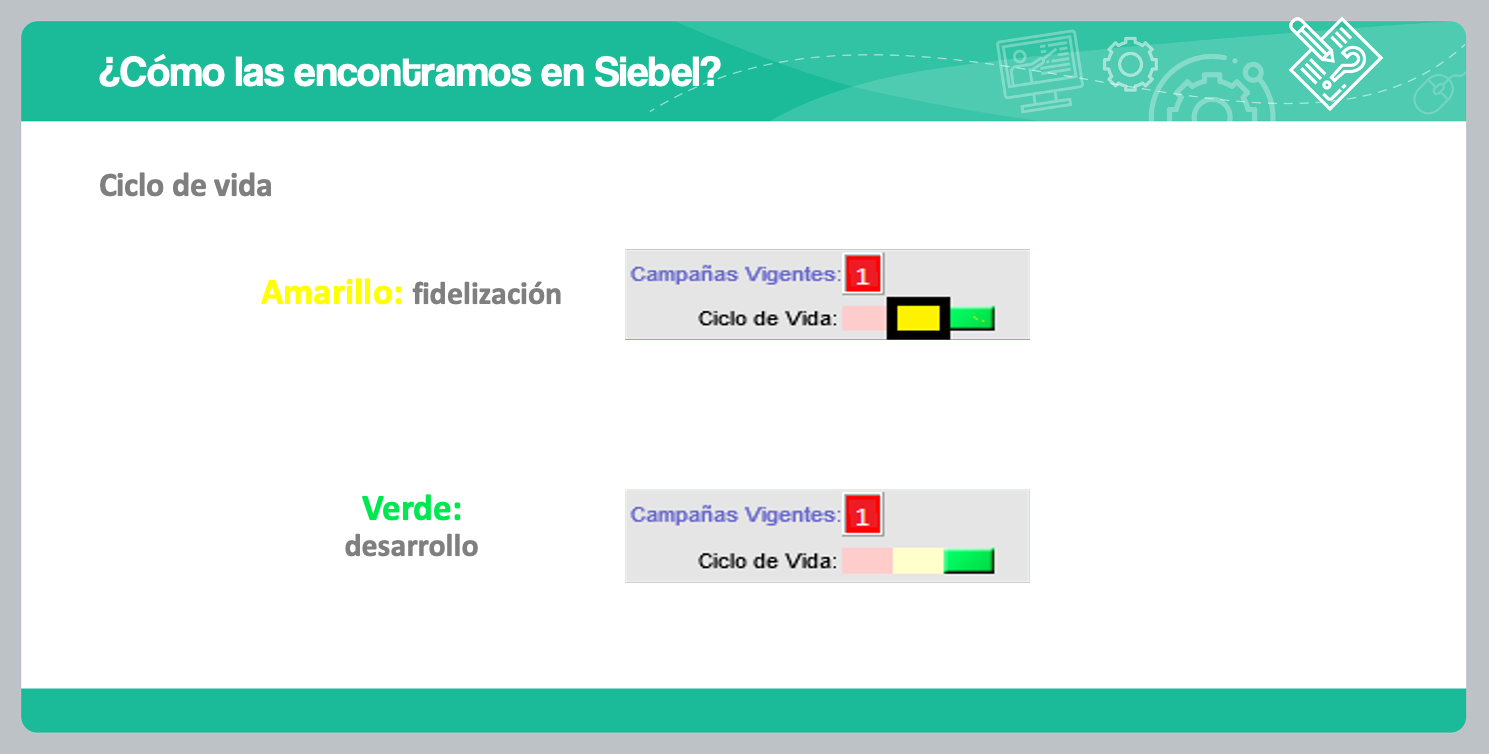 ¿Cómo las encontramos en Siebel?
Ciclo de vida
Amarillo: fidelización
Campañas Vigentes: 1
Ciclo de Vida:
Verde:
desarrollo
Campañas Vigentes: 1
Ciclo de Vida: